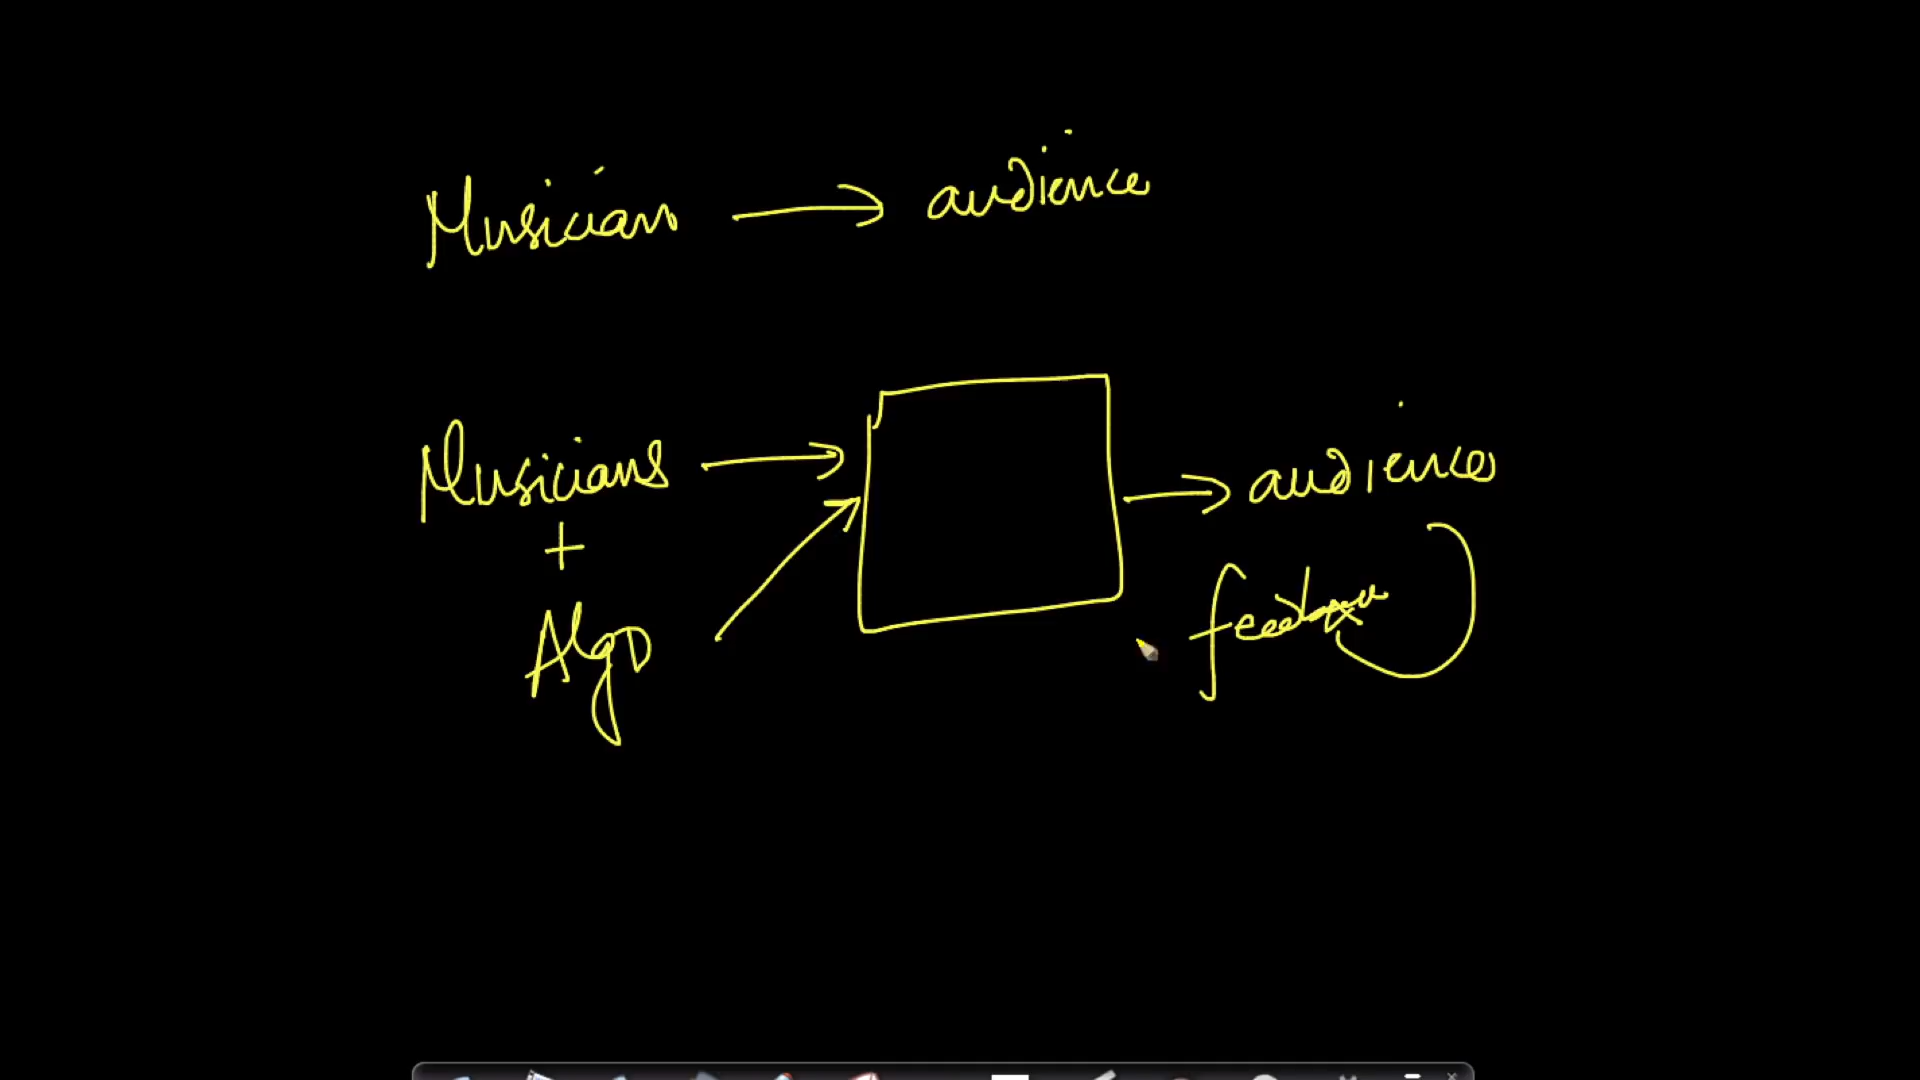 Musician → audience
Musicians → → audience
+
Algo